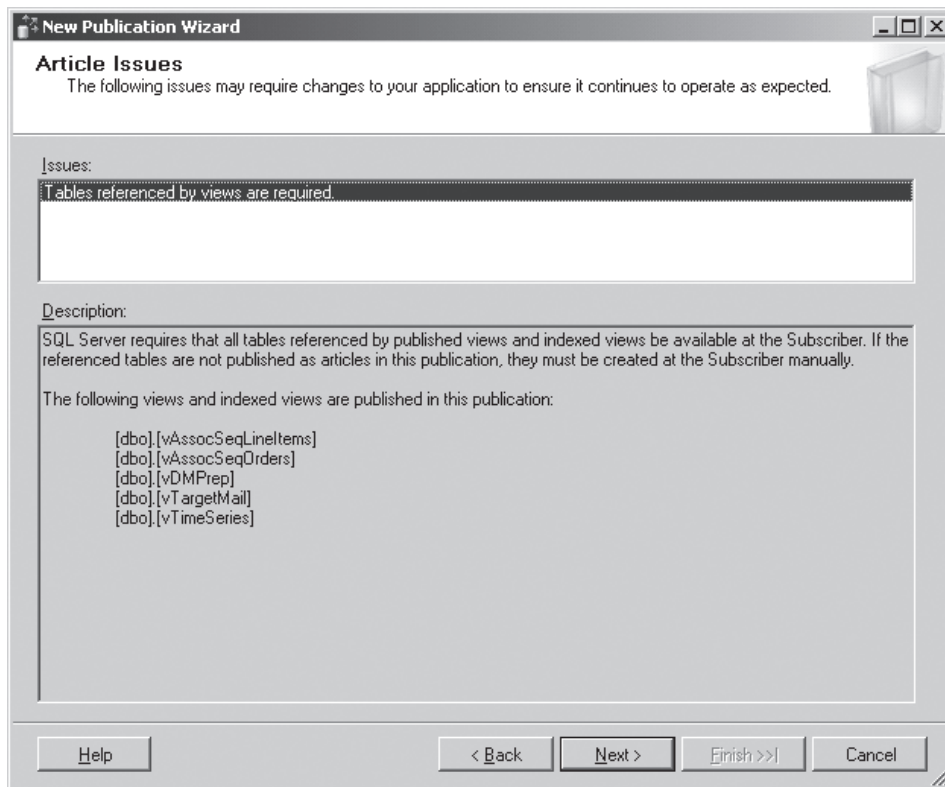 New Publication Wizard
Article Issues
The following issues may require changes to your application to ensure it continues to operate as expected.
Issues:
Tables referenced by views are required.
Description:
SQL Server requires that all tables referenced by published views and indexed views be available at the Subscriber. If the
referenced tables are not published as articles in this publication, they must be created at the Subscriber manually.
The following views and indexed views are published in this publication:
[dbo].[vAssocSeqLineItems]
[dbo].[vAssocSeqOrders]
[dbo].[vDMPrep]
[dbo].[vTargetMail]
[dbo].[vTimeSeries]
Help
< Back
Next >
Finish >>|
Cancel